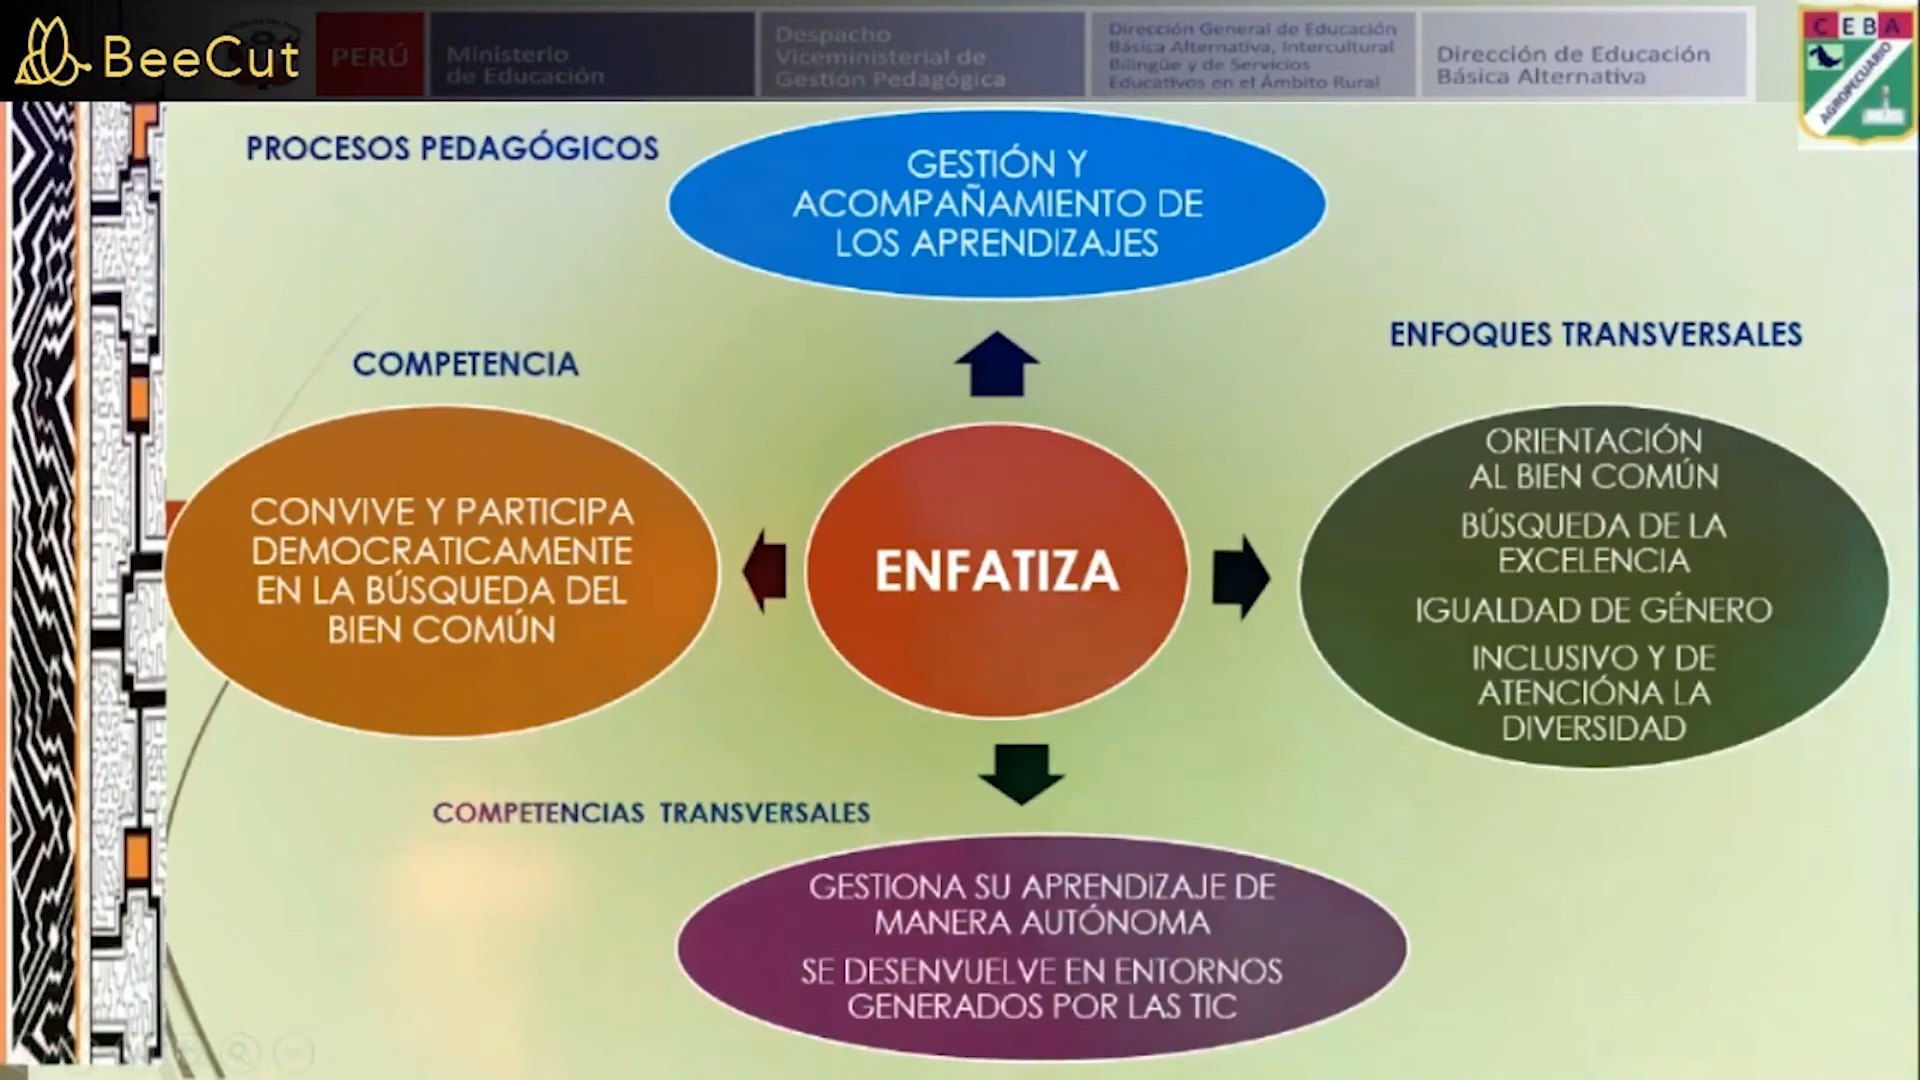 BeeCut
PERÚ
Ministerio
de Educación
Despacho
Viceministerial de
Gestión Pedagógica
Dirección General de Educación
Básica Alternativa, Intercultural
Bilingüe y de Servicios
Educativos en el Ámbito Rural
Dirección de Educación
Básica Alternativa
CEBA
AGROPECUARIO
PROCESOS PEDAGÓGICOS
GESTIÓN Y
ACOMPAÑAMIENTO DE
LOS APRENDIZAJES
COMPETENCIA
CONVIVE Y PARTICIPA
DEMOCRATICAMENTE
EN LA BÚSQUEDA DEL
BIEN COMÚN
ENFATIZA
ENFOQUES TRANSVERSALES
ORIENTACIÓN
AL BIEN COMÚN
BÚSQUEDA DE LA
EXCELENCIA
IGUALDAD DE GÉNERO
INCLUSIVO Y DE
ATENCIÓNA LA
DIVERSIDAD
COMPETENCIAS TRANSVERSALES
GESTIONA SU APRENDIZAJE DE
MANERA AUTÓNOMA
SE DESENVUELVE EN ENTORNOS
GENERADOS POR LAS TIC